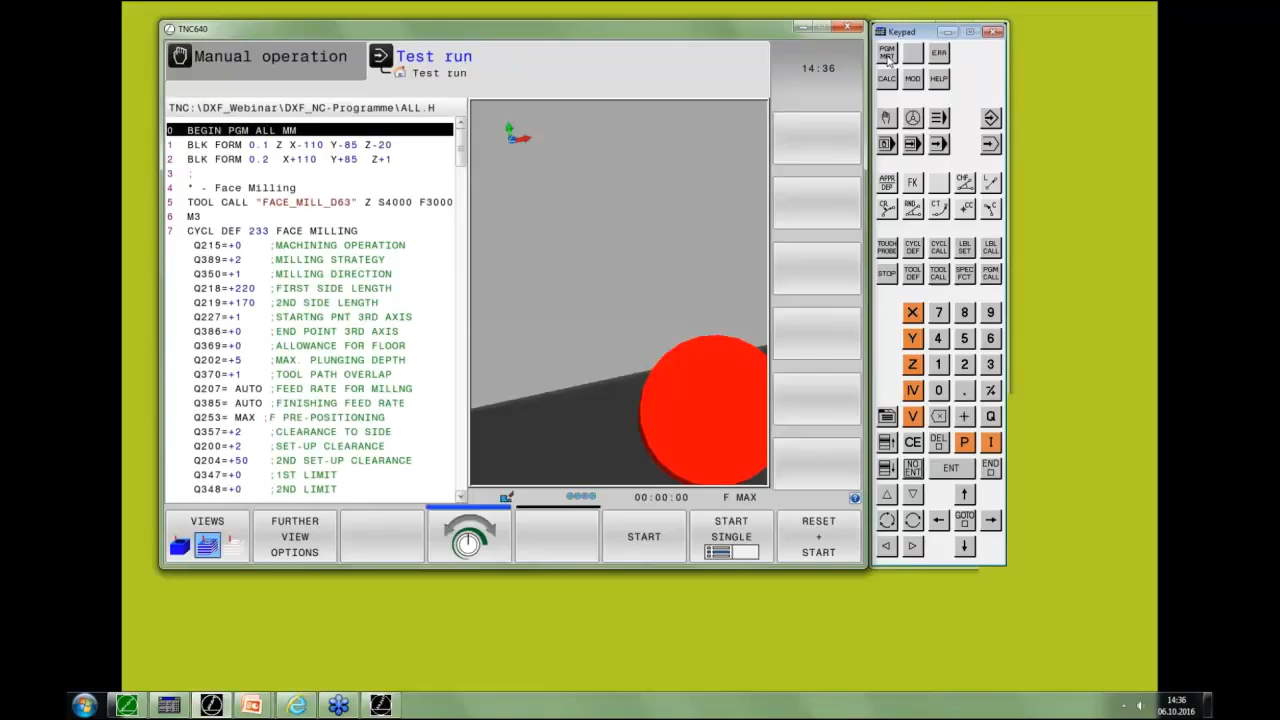 TNC640
Manual operation
Test run
Test run
14:36
TNC:\DXF_Webinar\DXF_NC-Programme\ALL.H
0 BEGIN PGM ALL MM
1 BLK FORM 0.1 Z X-110 Y-85 Z-20
2 BLK FORM 0.2 X+110 Y+85 Z+1
3 ;
4 * - Face Milling
5 TOOL CALL "FACE_MILL_D63" Z S4000 F3000
6 M3
7 CYCL DEF 233 FACE MILLING
Q215=+0 ;MACHINING OPERATION
Q389=+2 ;MILLING STRATEGY
Q350=+1 ;MILLING DIRECTION
Q218=+220 ;FIRST SIDE LENGTH
Q219=+170 ;2ND SIDE LENGTH
Q227=+1 ;STARTNG PNT 3RD AXIS
Q386=+0 ;END POINT 3RD AXIS
Q369=+0 ;ALLOWANCE FOR FLOOR
Q202=+5 ;MAX. PLUNGING DEPTH
Q370=+1 ;TOOL PATH OVERLAP
Q207= AUTO ;FEED RATE FOR MILLNG
Q385= AUTO ;FINISHING FEED RATE
Q253= MAX ;F PRE-POSITIONING
Q357=+2 ;CLEARANCE TO SIDE
Q200=+2 ;SET-UP CLEARANCE
Q204=+50 ;2ND SET-UP CLEARANCE
Q347=+0 ;1ST LIMIT
Q348=+0 ;2ND LIMIT
00:00:00 F MAX
VIEWS
FURTHER
VIEW
OPTIONS
START
START
SINGLE
RESET
+
START
Keypad
PGM
MGT
ERR
CALC MOD HELP
APPR
DEP
FK
CHF
L
CR RND CT CC C
TOUCH
PROBE
CYCL
DEF
CYCL
CALL
LBL
SET
LBL
CALL
STOP
TOOL
DEF
TOOL
CALL
SPEC
FCT
PGM
CALL
X 7 8 9
Y 4 5 6
Z 1 2 3
IV 0 . -/+
V + Q
CE DEL P I
NO
ENT
ENT
END
GOTO
14:36
06.10.2016